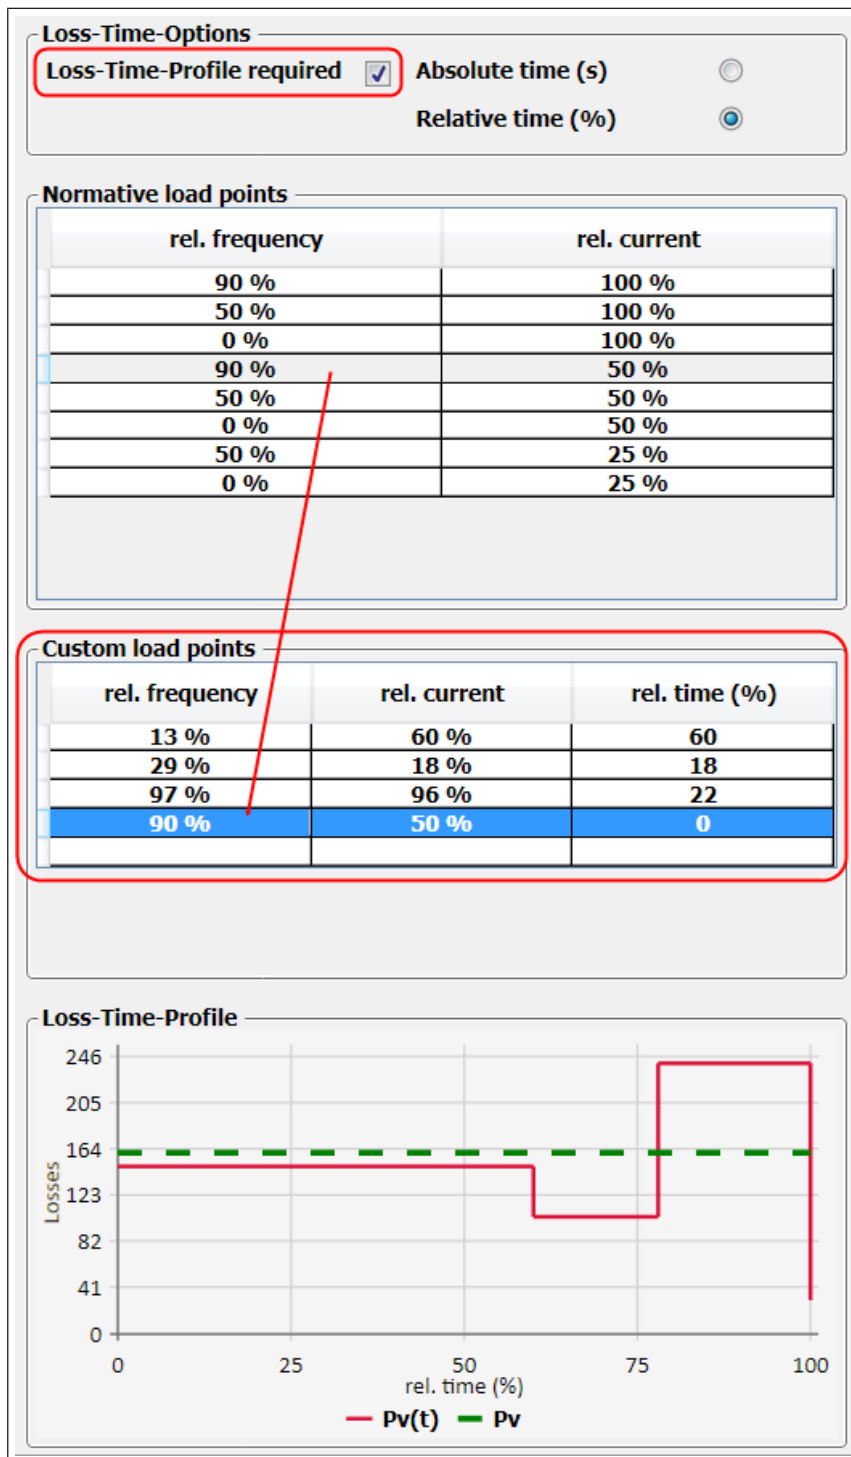 Loss-Time-Options
Loss-Time-Profile required Absolute time (s)
Relative time (%)
Normative load points
rel. frequency rel. current
90 % 100 %
50 % 100 %
0 % 100 %
90 % 50 %
50 % 50 %
0 % 50 %
50 % 25 %
0 % 25 %
Custom load points
rel. frequency rel. current rel. time (%)
13 % 60 % 60
29 % 18 % 18
97 % 96 % 22
90 % 50 % 0
Loss-Time-Profile
246
205
164
123
82
41
0
Losses
0 25 50 75 100
rel. time (%)
Pv(t) Pv